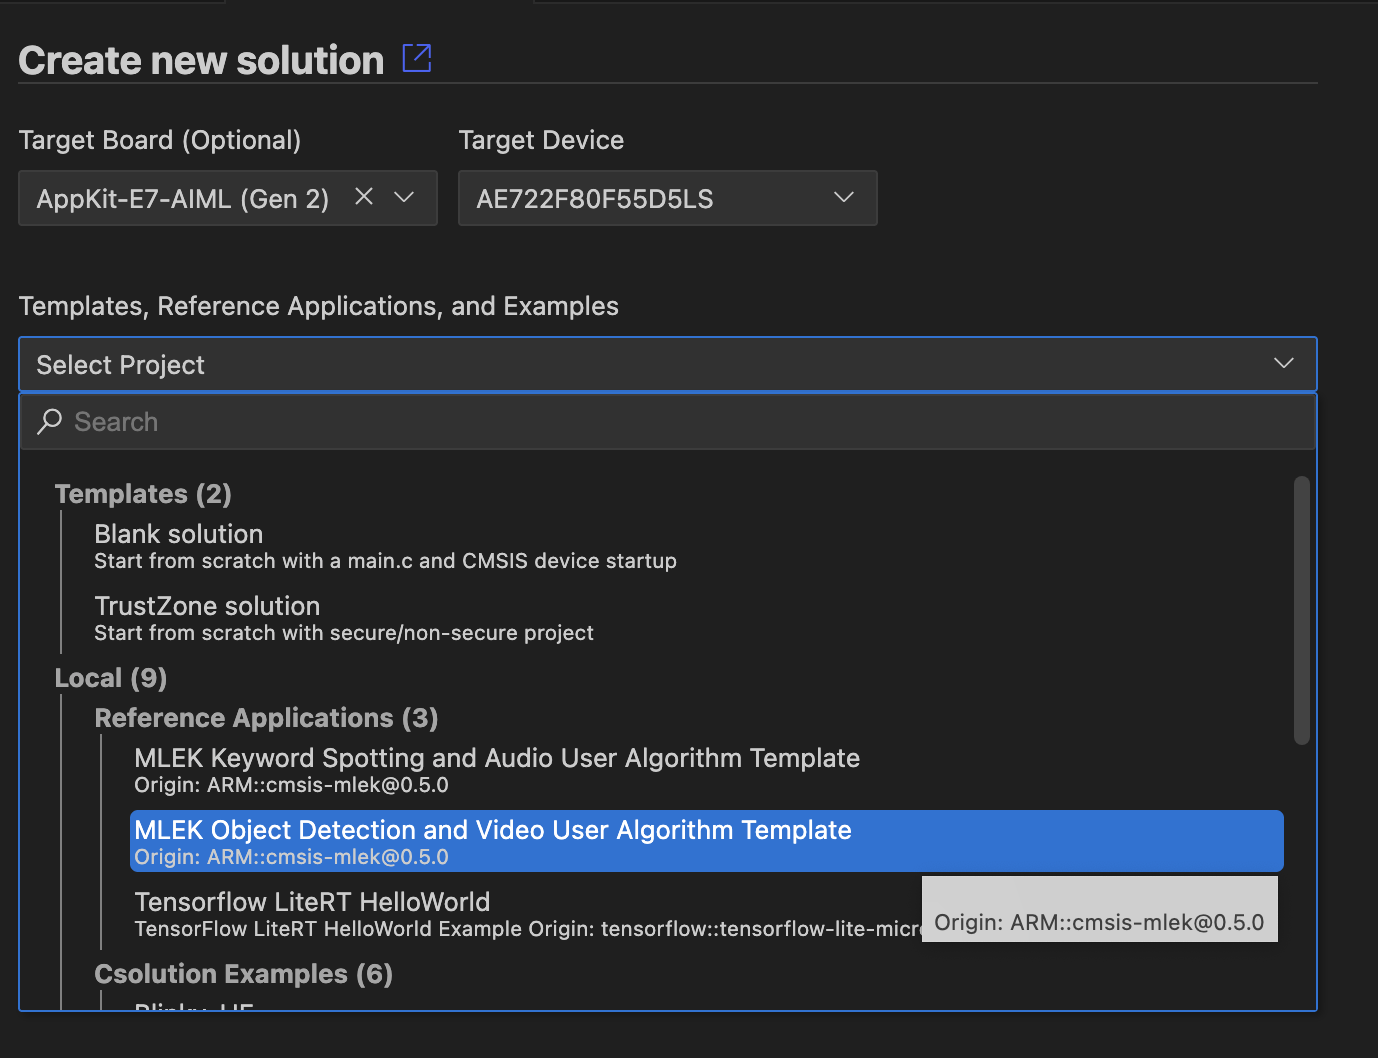 Create new solution
Target Board (Optional)
Target Device
AppKit-E7-AIML (Gen 2)
AE722F80F55D5LS
Templates, Reference Applications, and Examples
Select Project
Search
Templates (2)
Blank solution
Start from scratch with a main.c and CMSIS device startup
TrustZone solution
Start from scratch with secure/non-secure project
Local (9)
Reference Applications (3)
MLEK Keyword Spotting and Audio User Algorithm Template
Origin: ARM::cmsis-mlek@0.5.0
MLEK Object Detection and Video User Algorithm Template
Origin: ARM::cmsis-mlek@0.5.0
Tensorflow LiteRT HelloWorld
TensorFlow LiteRT HelloWorld Example Origin: tensorflow::tensorflow-lite-micr
Origin: ARM::cmsis-mlek@0.5.0
Csolution Examples (6)